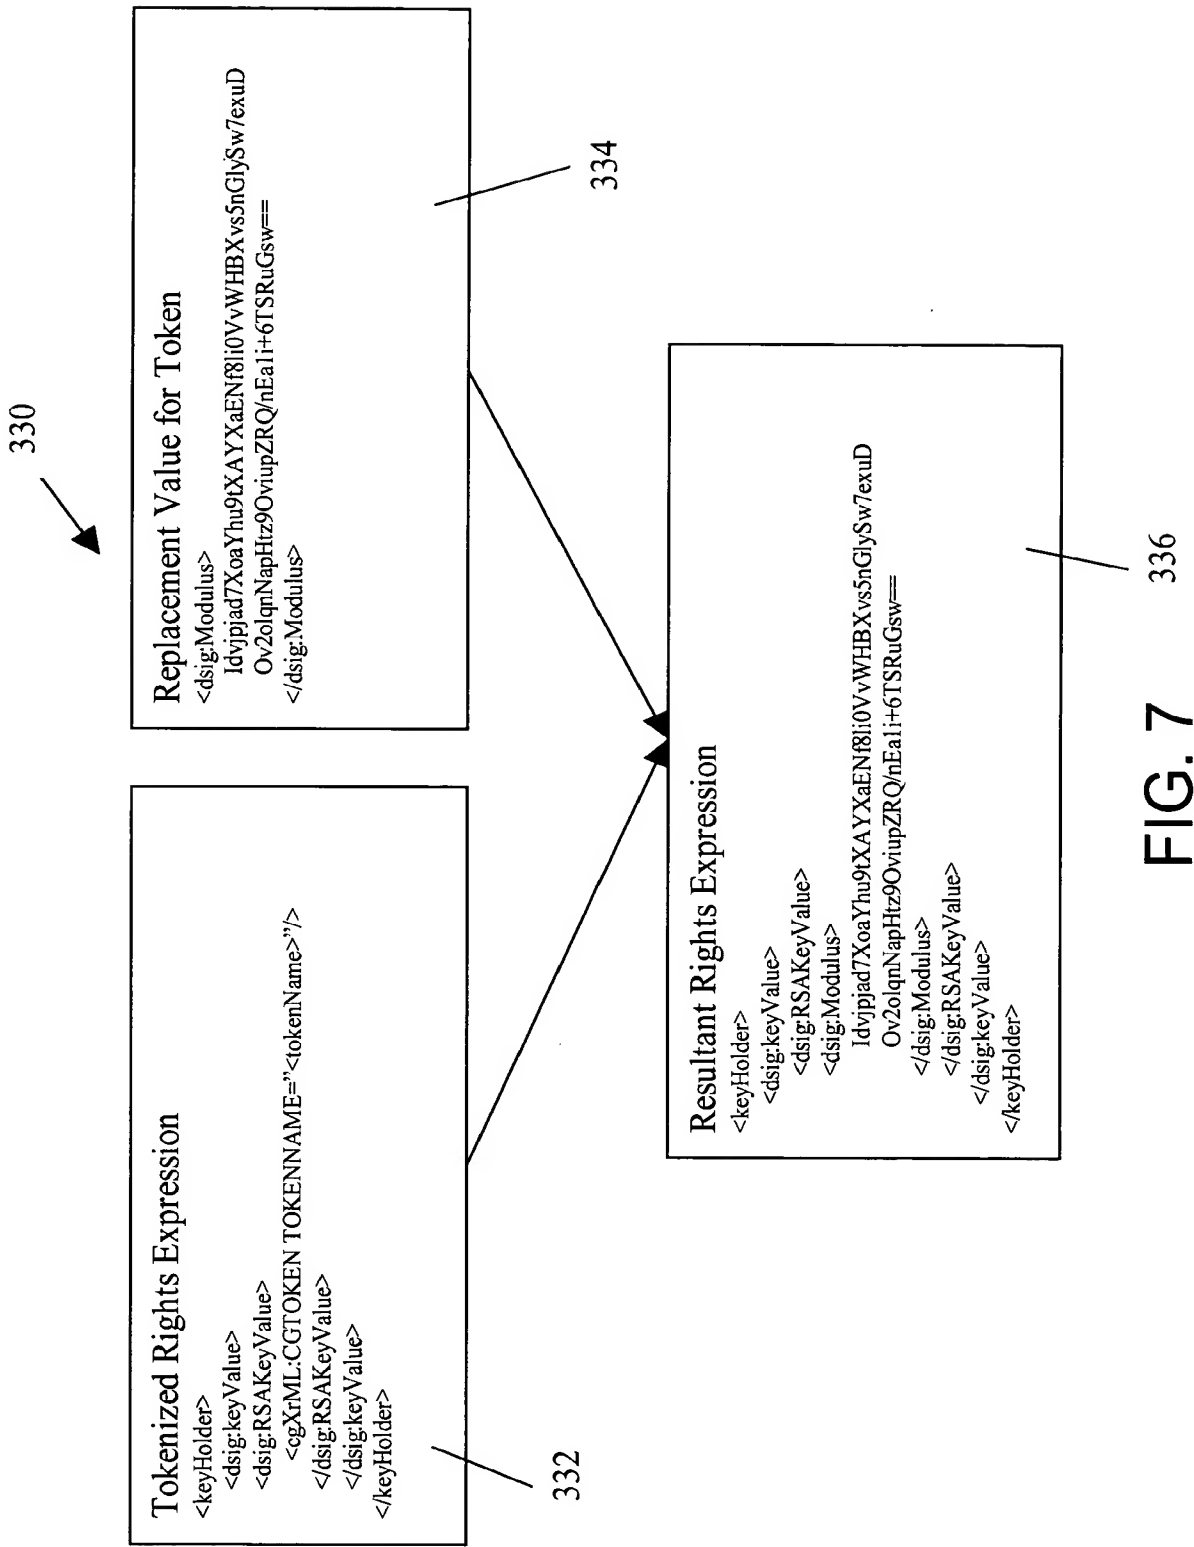 330
Tokenized Rights Expression
<keyHolder>
<dsig:keyValue>
<dsig:RSAKeyValue>
<cgXrML:CGTOKEN TOKENNAME=”<tokenName>”/>
</dsig:RSAKeyValue>
</dsig:keyValue>
</keyHolder>
332
Replacement Value for Token
<dsig:Modulus>
Idvjpjad7XoaYhu9tXAYXaENf8li0VvWHBXvs5nGlySw7exuD
Ov2olqnNapHtz9OviupZRQ/nEa1i+6TSRuGsw==
</dsig:Modulus>
334
Resultant Rights Expression
<keyHolder>
<dsig:keyValue>
<dsig:RSAKeyValue>
<dsig:Modulus>
Idvjpjad7XoaYhu9tXAYXaENf8li0VvWHBXvs5nGlySw7exuD
Ov2olqnNapHtz9OviupZRQ/nEa1i+6TSRuGsw==
</dsig:Modulus>
</dsig:RSAKeyValue>
</dsig:keyValue>
</keyHolder>
336
FIG. 7